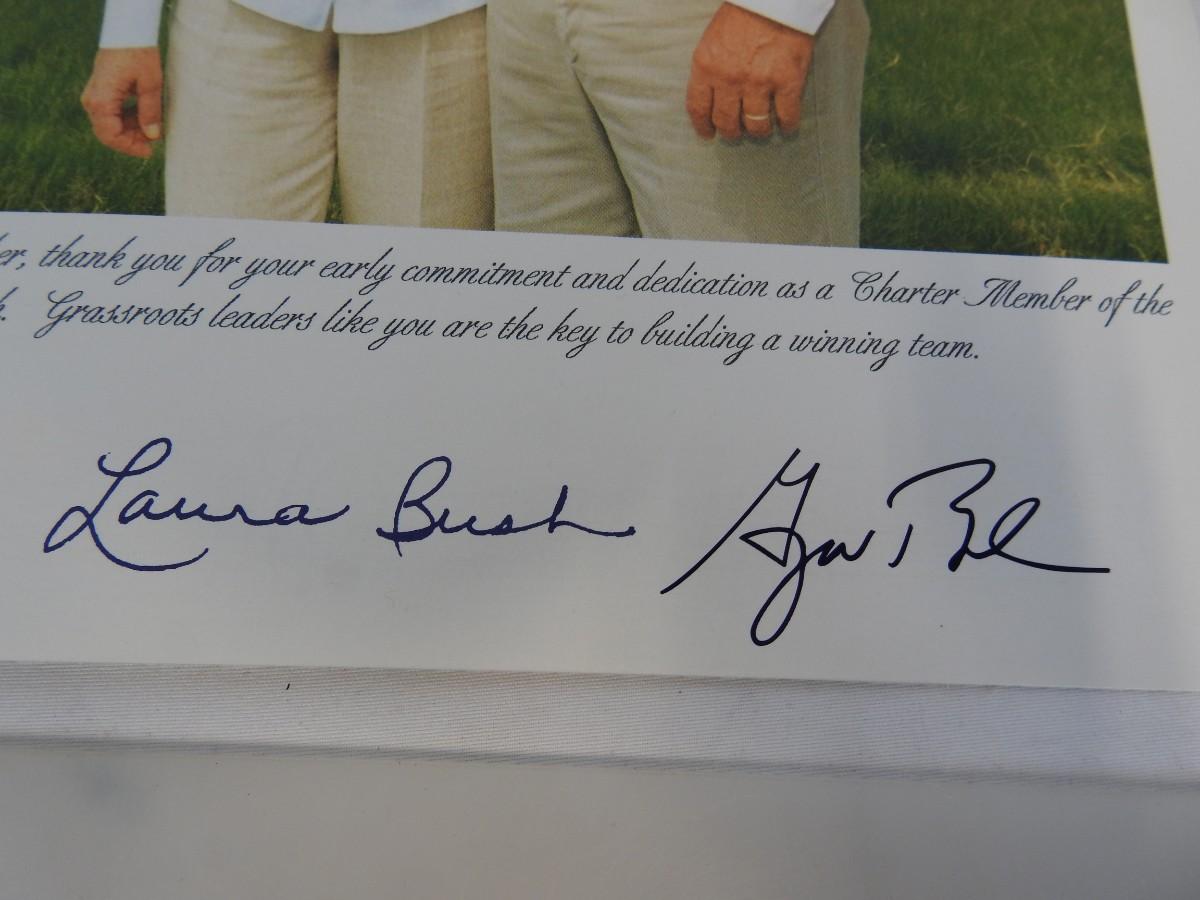 er, thank you for your early commitment and dedication as a Charter Member of the
k. Grassroots leaders like you are the key to building a winning team.
Laura Bush